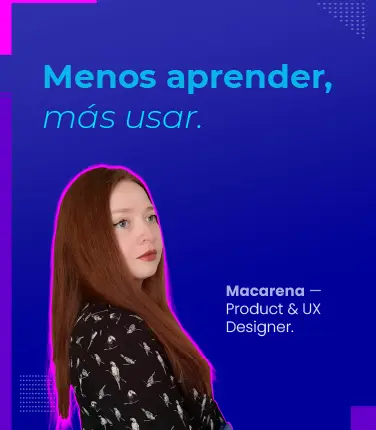 Menos aprender,
más usar.
Macarena —
Product & UX
Designer.